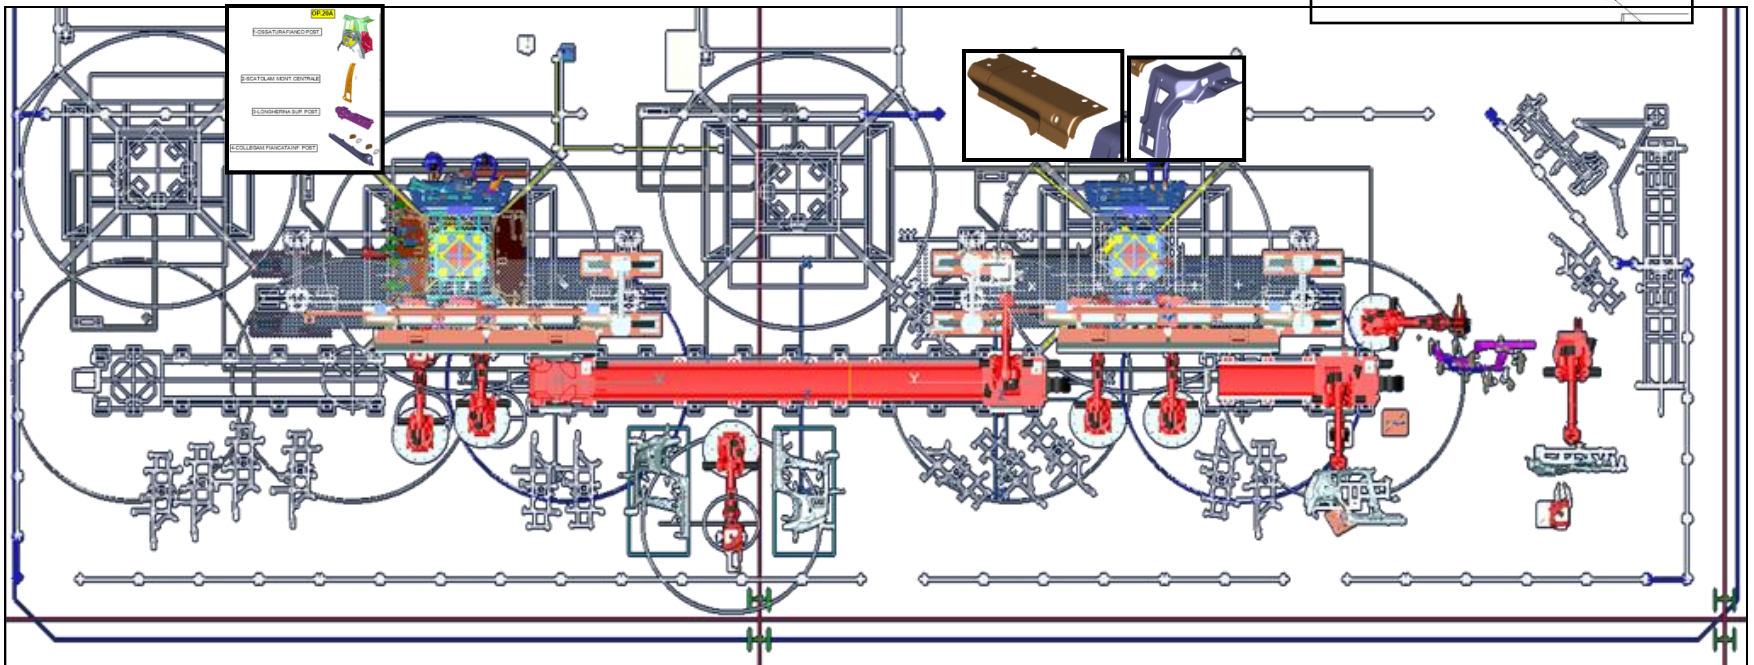 OP.20A
1-OSSATURA FIANCO POST.
2-SCATOLAM. MONT. CENTRALE
3-LONGHERINA SUP. POST.
4-COLLEGAM. FIANCATA INF. POST.
Y